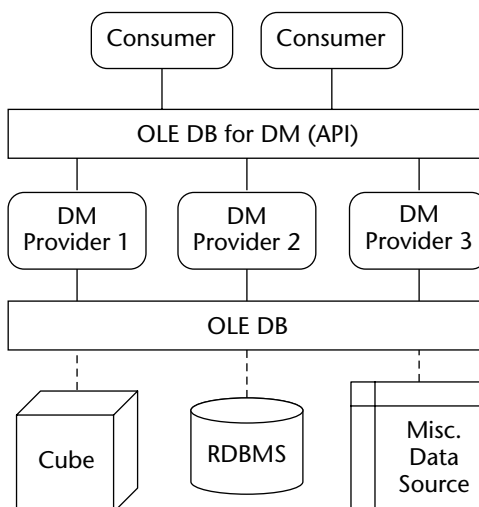 Consumer Consumer
OLE DB for DM (API)
DM Provider 1
DM Provider 2
DM Provider 3
OLE DB
Cube
RDBMS
Misc.
Data
Source